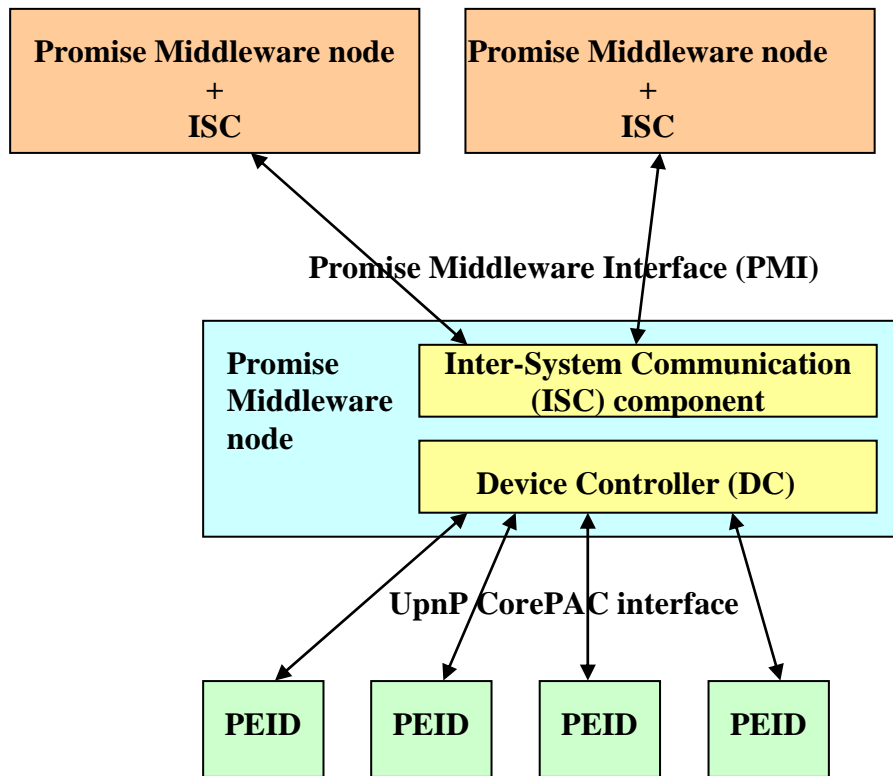 Promise Middleware node
+
ISC
Promise Middleware node
+
ISC
Promise Middleware Interface (PMI)
Promise
Middleware
node
Inter-System Communication
(ISC) component
Device Controller (DC)
UpnP CorePAC interface
PEID
PEID
PEID
PEID